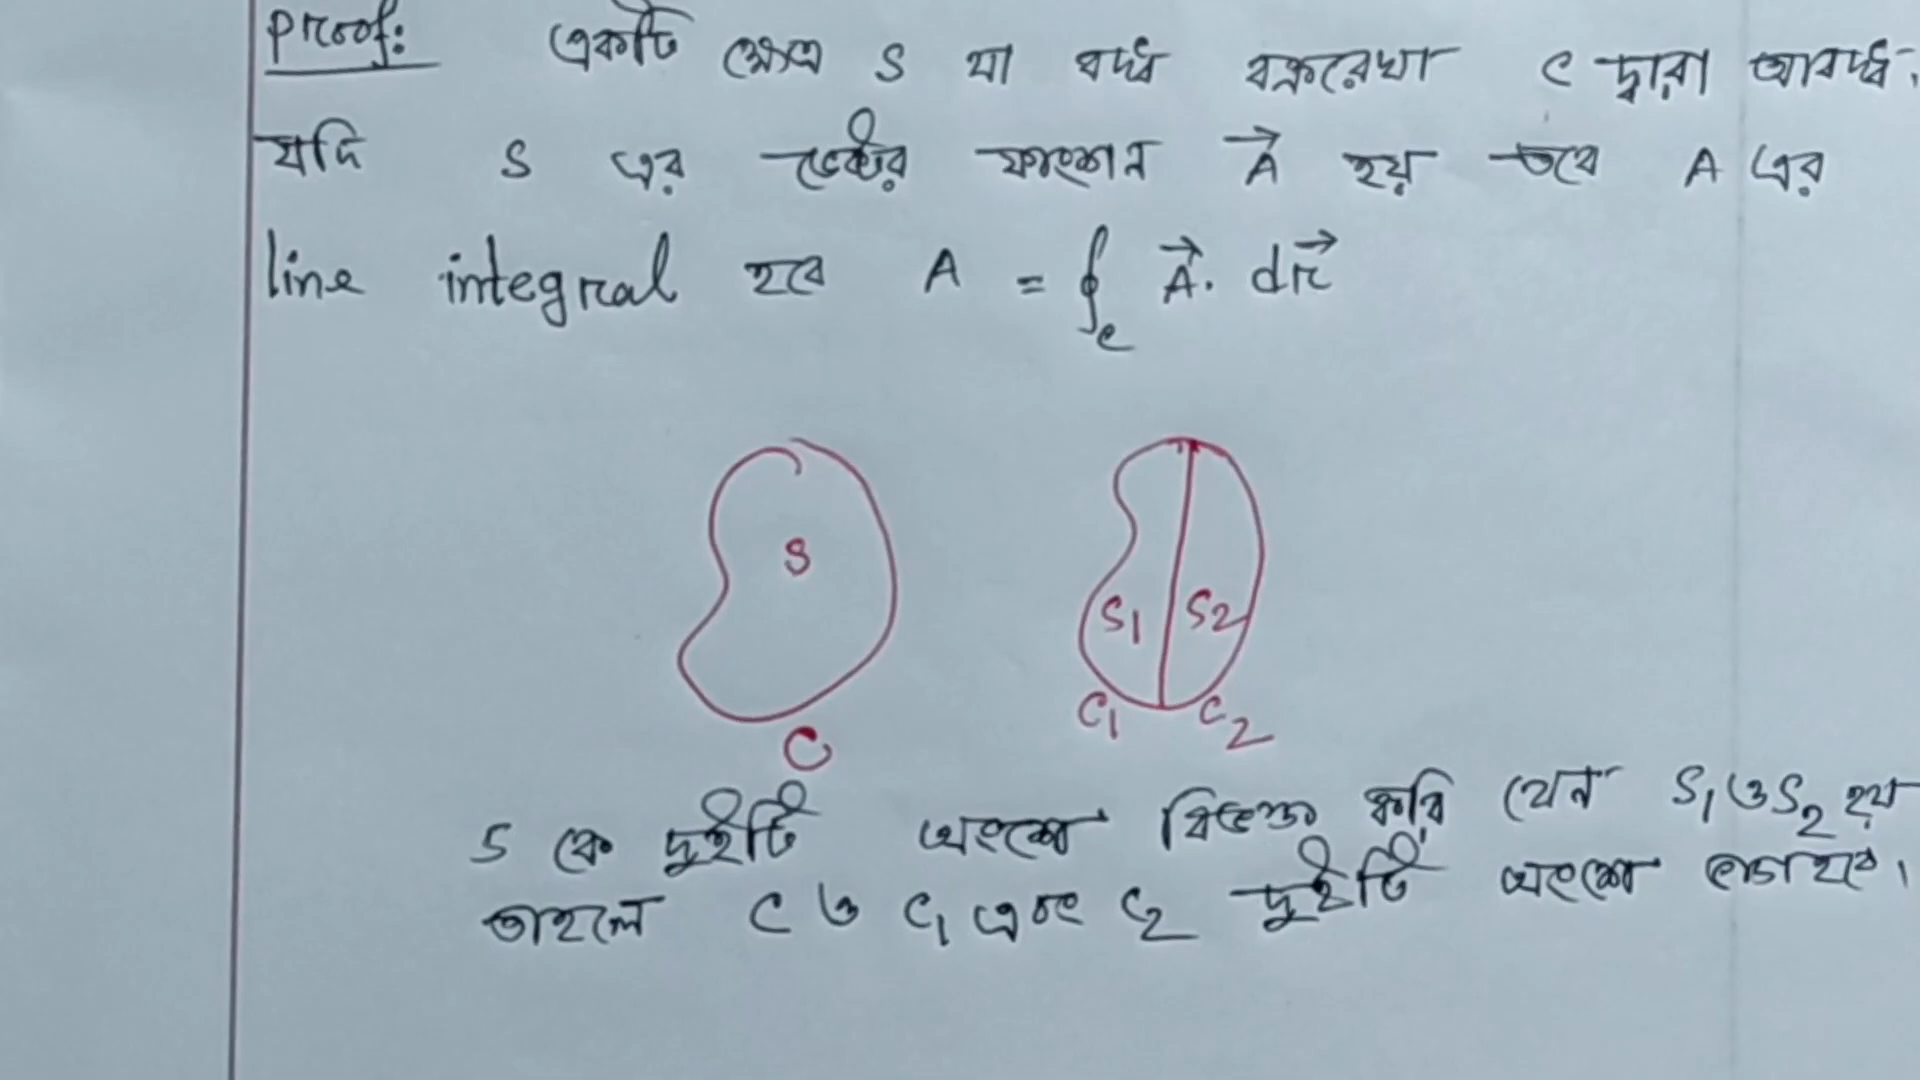 Proof: একটি ক্ষেত্র S যা বদ্ধ বক্ররেখা C দ্বারা আবদ্ধ।
যদি S এর ভেক্টর ফাংশন A⃗ হয় তবে A এর
line integral হবে A = ∮c A⃗. dr⃗
S
C
S1 S2
C1 C2
S কে দুইটি অংশে বিভক্ত করি যেন S1 ও S2 হয়
তাহলে C ও C1 এবং C2 দুইটি অংশে ভাগ হবে।